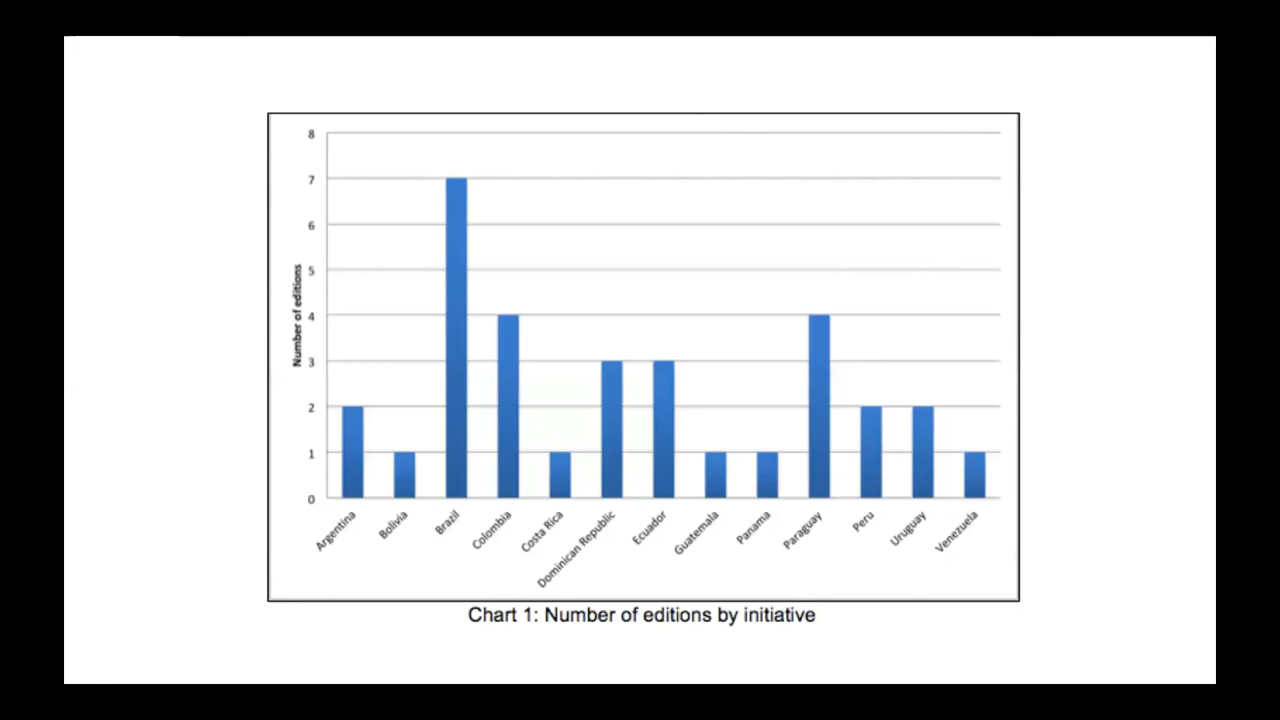 8
7
6
5
4
3
2
1
0
Number of editions
Argentina
Bolivia
Brazil
Colombia
Costa Rica
Dominican Republic
Ecuador
Guatemala
Panama
Paraguay
Peru
Uruguay
Venezuela
Chart 1: Number of editions by initiative